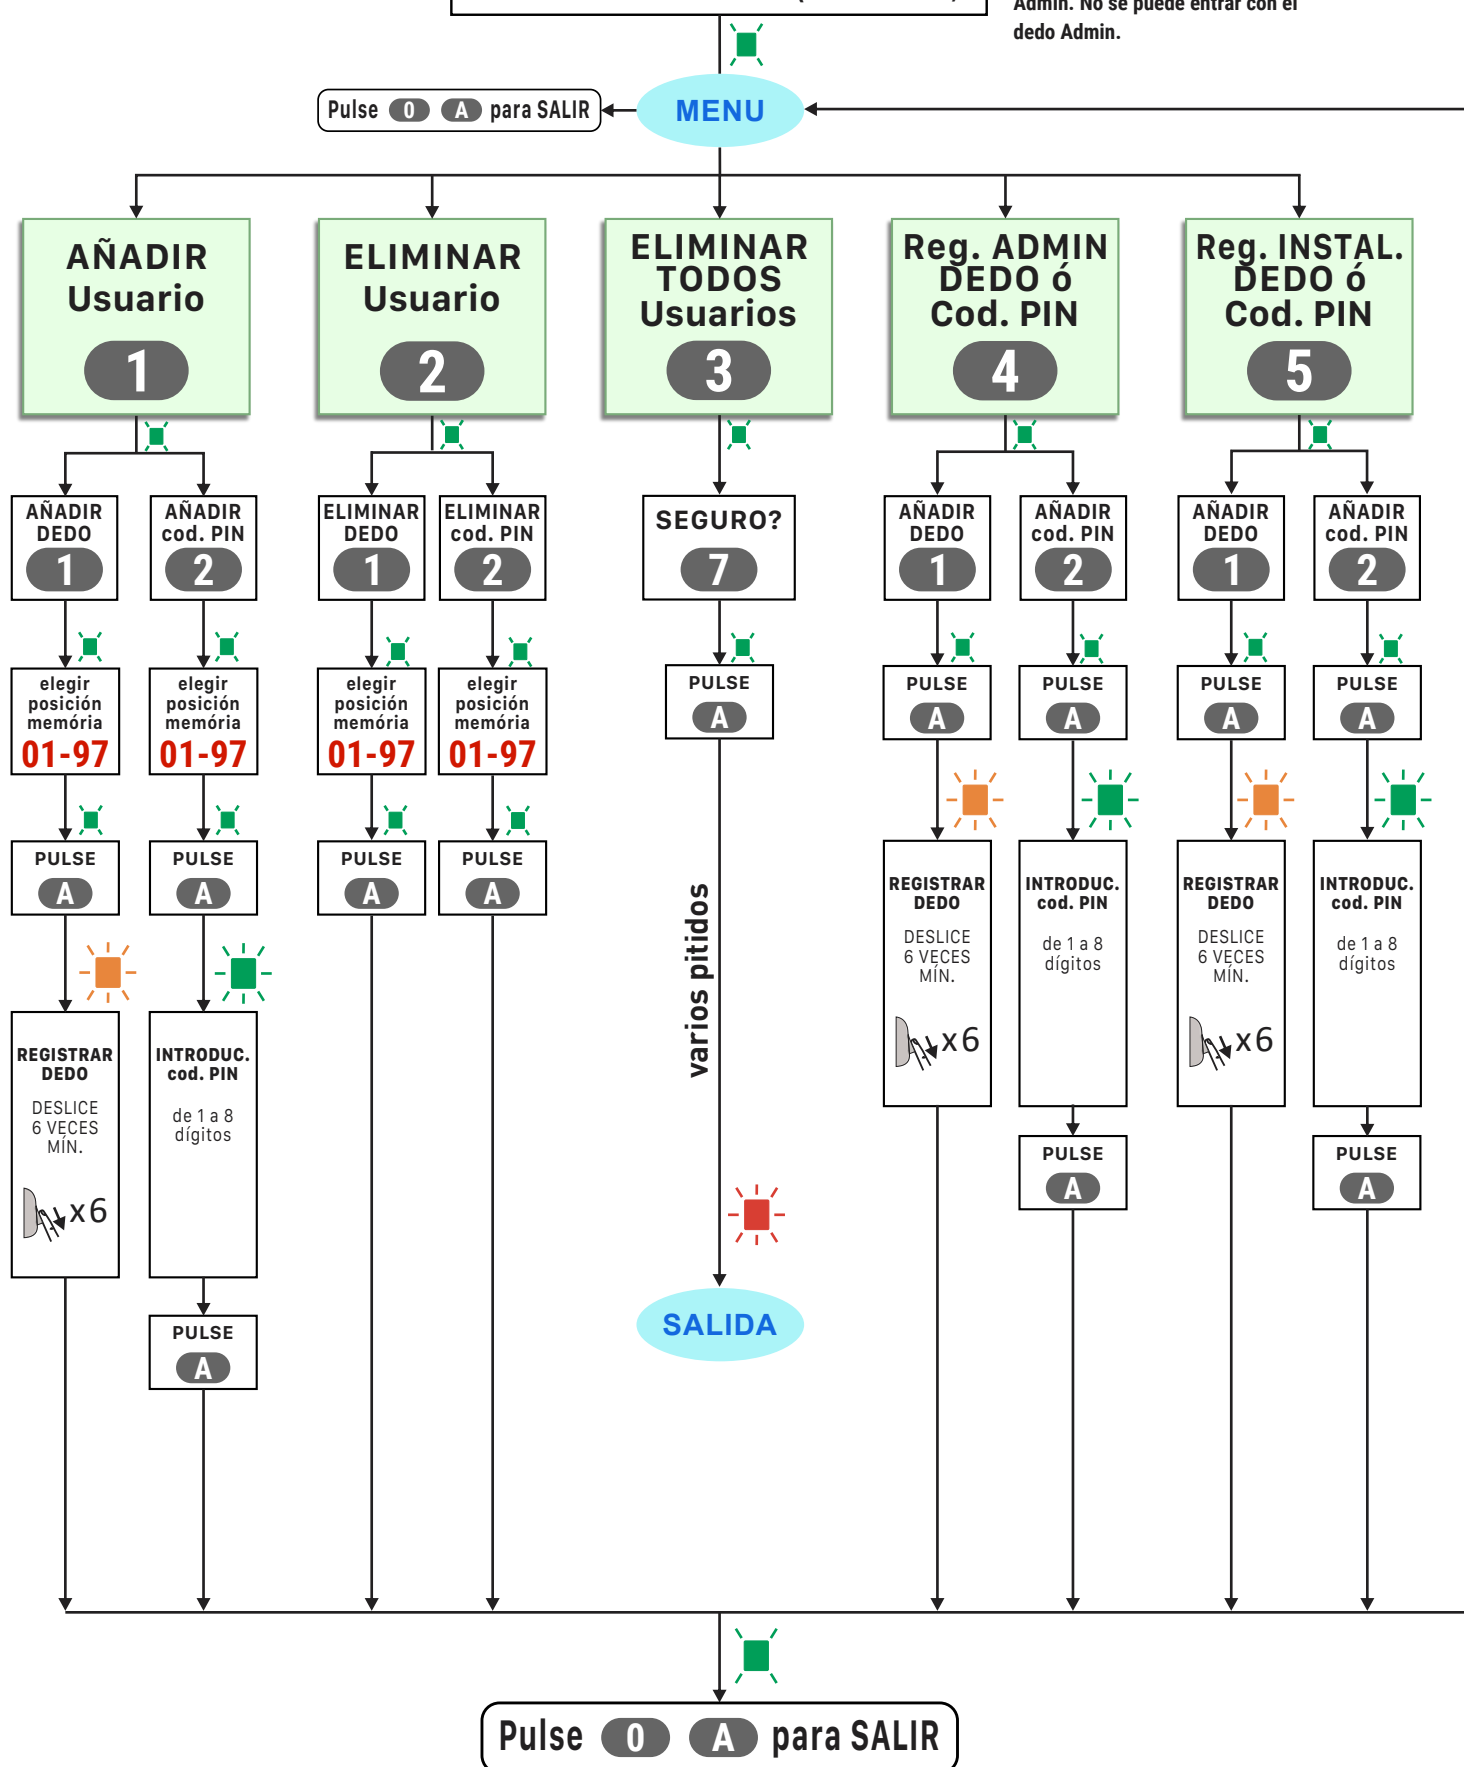 Admin. No se puede entrar con el
dedo Admin.
Pulse 0 A para SALIR
MENU
AÑADIR
Usuario
1
ELIMINAR
Usuario
2
ELIMINAR
TODOS
Usuarios
3
Reg. ADMIN
DEDO ó
Cod. PIN
4
Reg. INSTAL.
DEDO ó
Cod. PIN
5
AÑADIR
DEDO
1
AÑADIR
cod. PIN
2
ELIMINAR
DEDO
1
ELIMINAR
cod. PIN
2
SEGURO?
7
AÑADIR
DEDO
1
AÑADIR
cod. PIN
2
AÑADIR
DEDO
1
AÑADIR
cod. PIN
2
elegir
posición
memória
01-97
elegir
posición
memória
01-97
elegir
posición
memória
01-97
elegir
posición
memória
01-97
PULSE
A
PULSE
A
PULSE
A
PULSE
A
PULSE
A
PULSE
A
PULSE
A
PULSE
A
PULSE
A
varios pitidos
REGISTRAR
DEDO
DESLICE
6 VECES
MÍN.
x6
INTRODUC.
cod. PIN
de 1 a 8
dígitos
REGISTRAR
DEDO
DESLICE
6 VECES
MÍN.
x6
INTRODUC.
cod. PIN
de 1 a 8
dígitos
REGISTRAR
DEDO
DESLICE
6 VECES
MÍN.
x6
INTRODUC.
cod. PIN
de 1 a 8
dígitos
PULSE
A
PULSE
A
PULSE
A
SALIDA
Pulse 0 A para SALIR